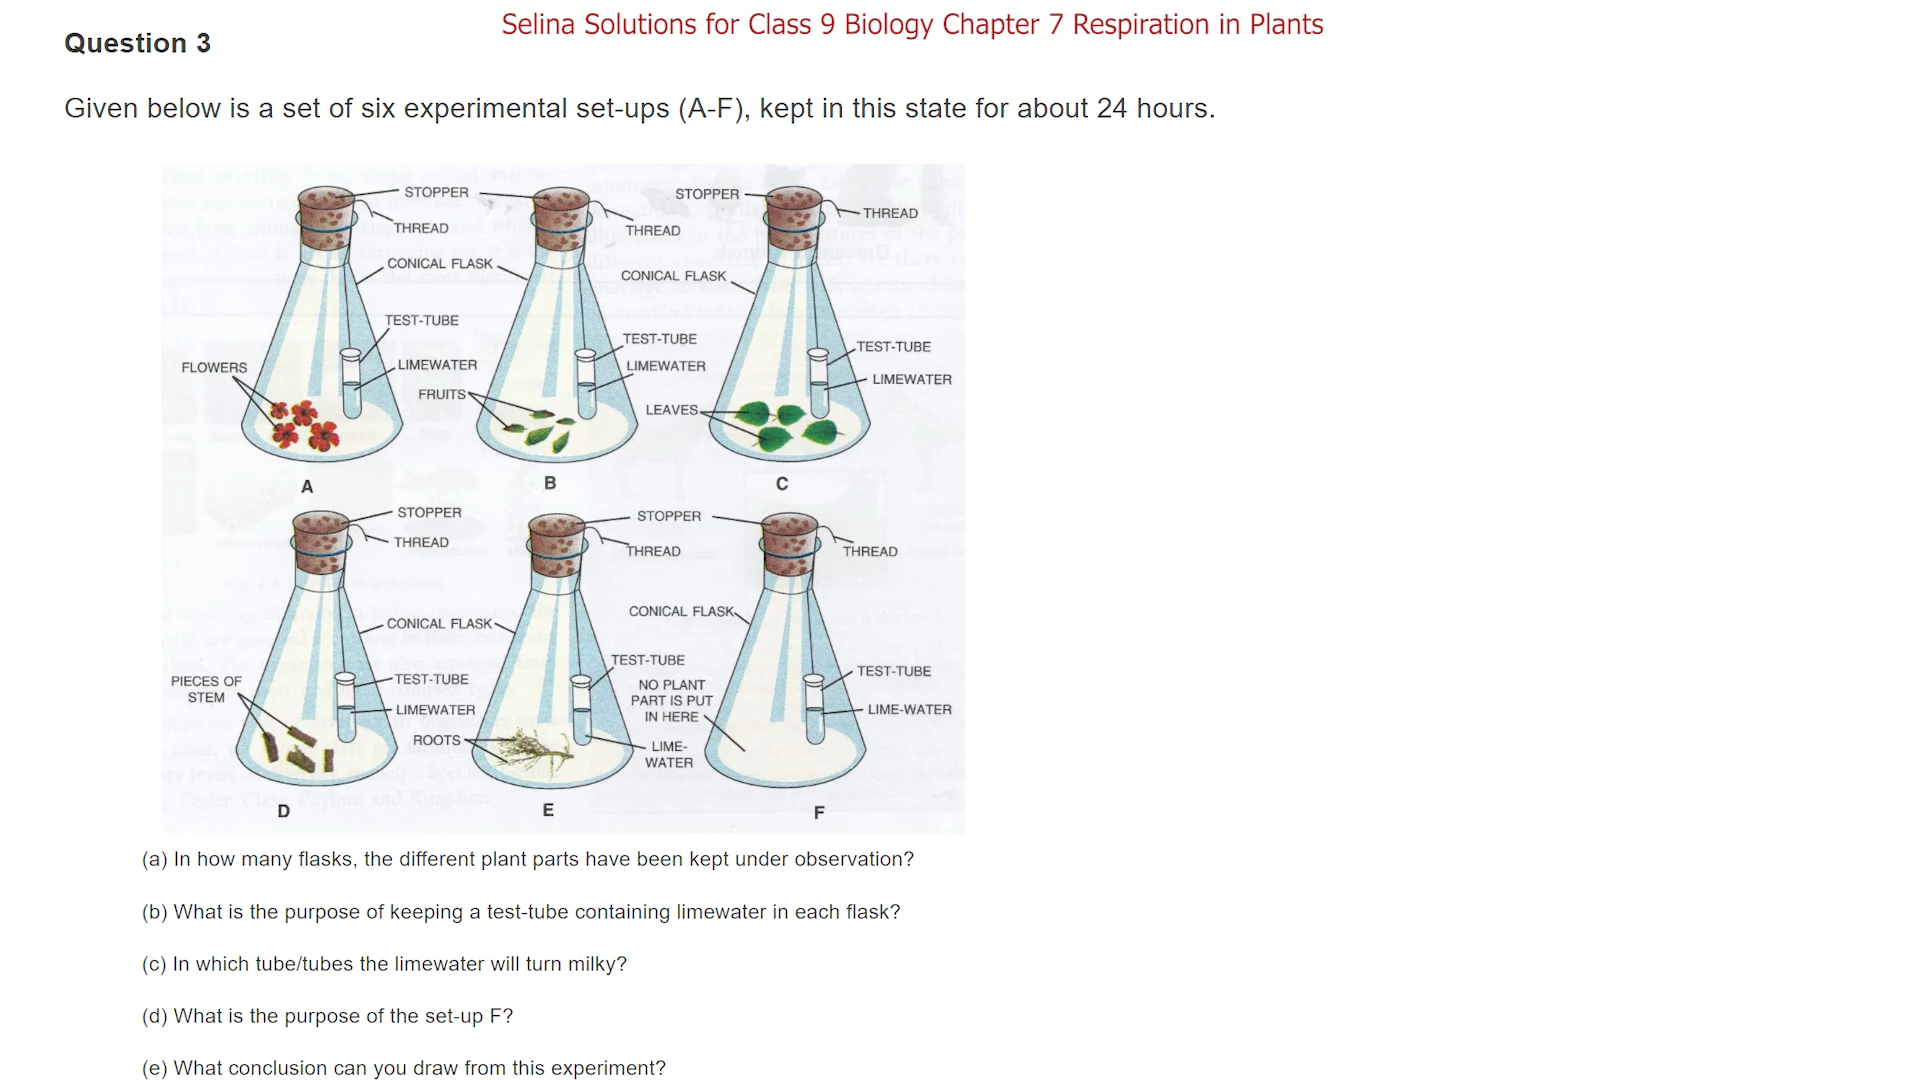 Selina Solutions for Class 9 Biology Chapter 7 Respiration in Plants
Question 3
Given below is a set of six experimental set-ups (A-F), kept in this state for about 24 hours.
STOPPER
THREAD
CONICAL FLASK
TEST-TUBE
LIMEWATER
FLOWERS
A
THREAD
TEST-TUBE
LIMEWATER
FRUITS
B
STOPPER
THREAD
CONICAL FLASK
TEST-TUBE
LIMEWATER
LEAVES
C
STOPPER
THREAD
CONICAL FLASK
TEST-TUBE
LIMEWATER
PIECES OF
STEM
D
STOPPER
THREAD
TEST-TUBE
ROOTS
LIME-
WATER
E
THREAD
CONICAL FLASK
TEST-TUBE
LIME-WATER
NO PLANT
PART IS PUT
IN HERE
F
(a) In how many flasks, the different plant parts have been kept under observation?
(b) What is the purpose of keeping a test-tube containing limewater in each flask?
(c) In which tube/tubes the limewater will turn milky?
(d) What is the purpose of the set-up F?
(e) What conclusion can you draw from this experiment?